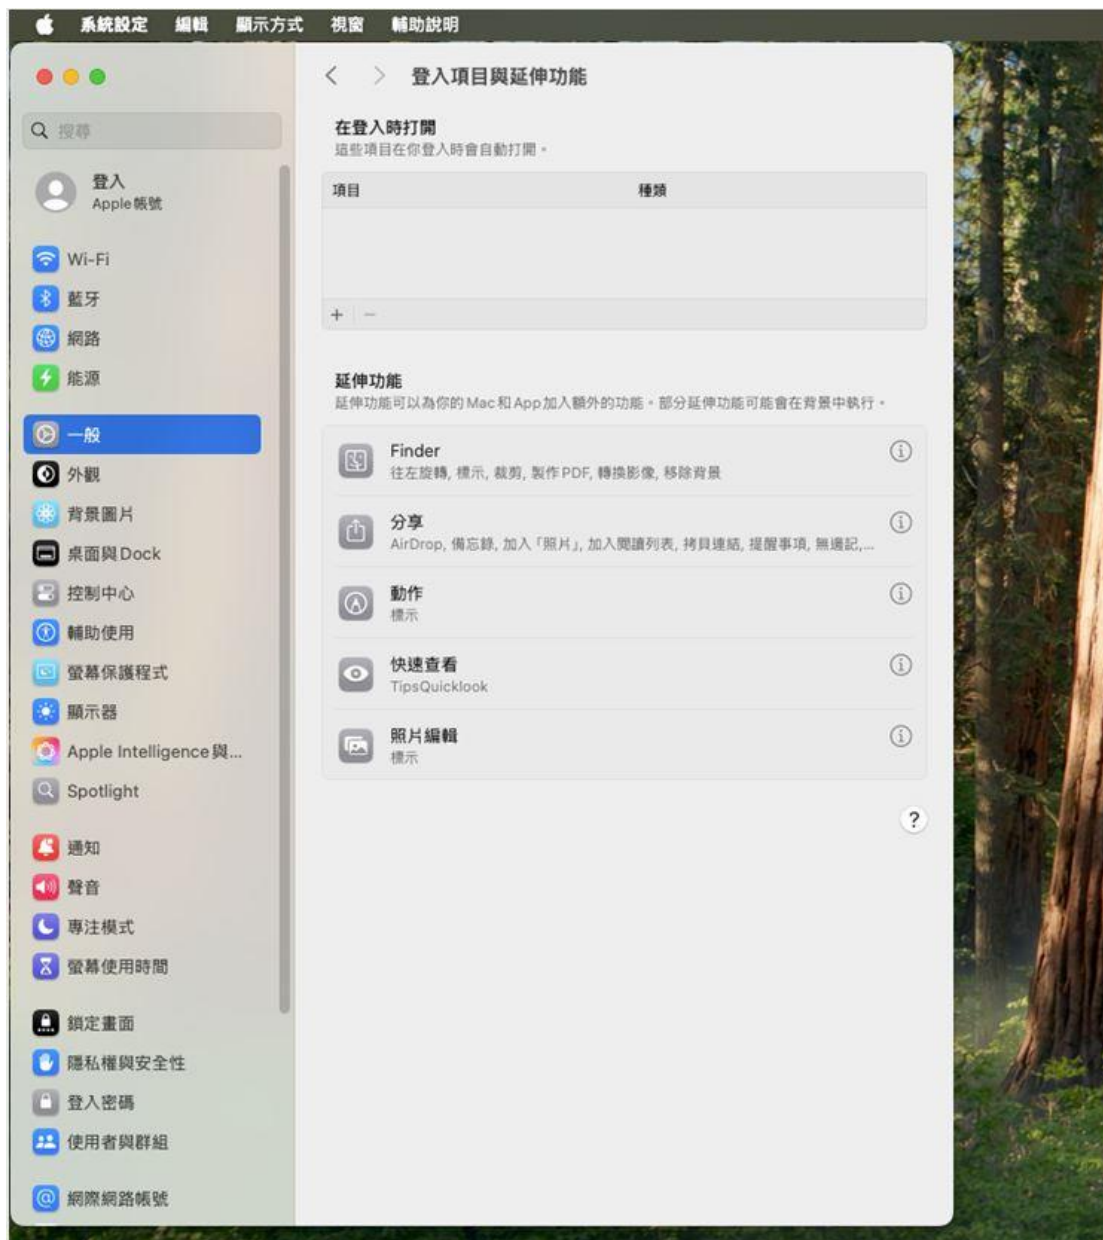 系統設定 編輯 顯示方式 視窗 輔助說明
登入項目與延伸功能
搜尋
登入
Apple帳號
Wi-Fi
藍牙
網路
能源
一般
外觀
背景圖片
桌面與Dock
控制中心
輔助使用
螢幕保護程式
顯示器
Apple Intelligence與...
Spotlight
通知
聲音
專注模式
螢幕使用時間
鎖定畫面
隱私權與安全性
登入密碼
使用者與群組
網際網路帳號
在登入時打開
這些項目在你登入時會自動打開。
項目 種類
+ −
延伸功能
延伸功能可以為你的Mac和App加入額外的功能。部分延伸功能可能會在背景中執行。
Finder
往左旋轉, 標示, 裁剪, 製作PDF, 轉換影像, 移除背景
分享
AirDrop, 備忘錄, 加入「照片」, 加入閱讀列表, 拷貝連結, 提醒事項, 無邊記,...
動作
標示
快速查看
TipsQuicklook
照片編輯
標示
?